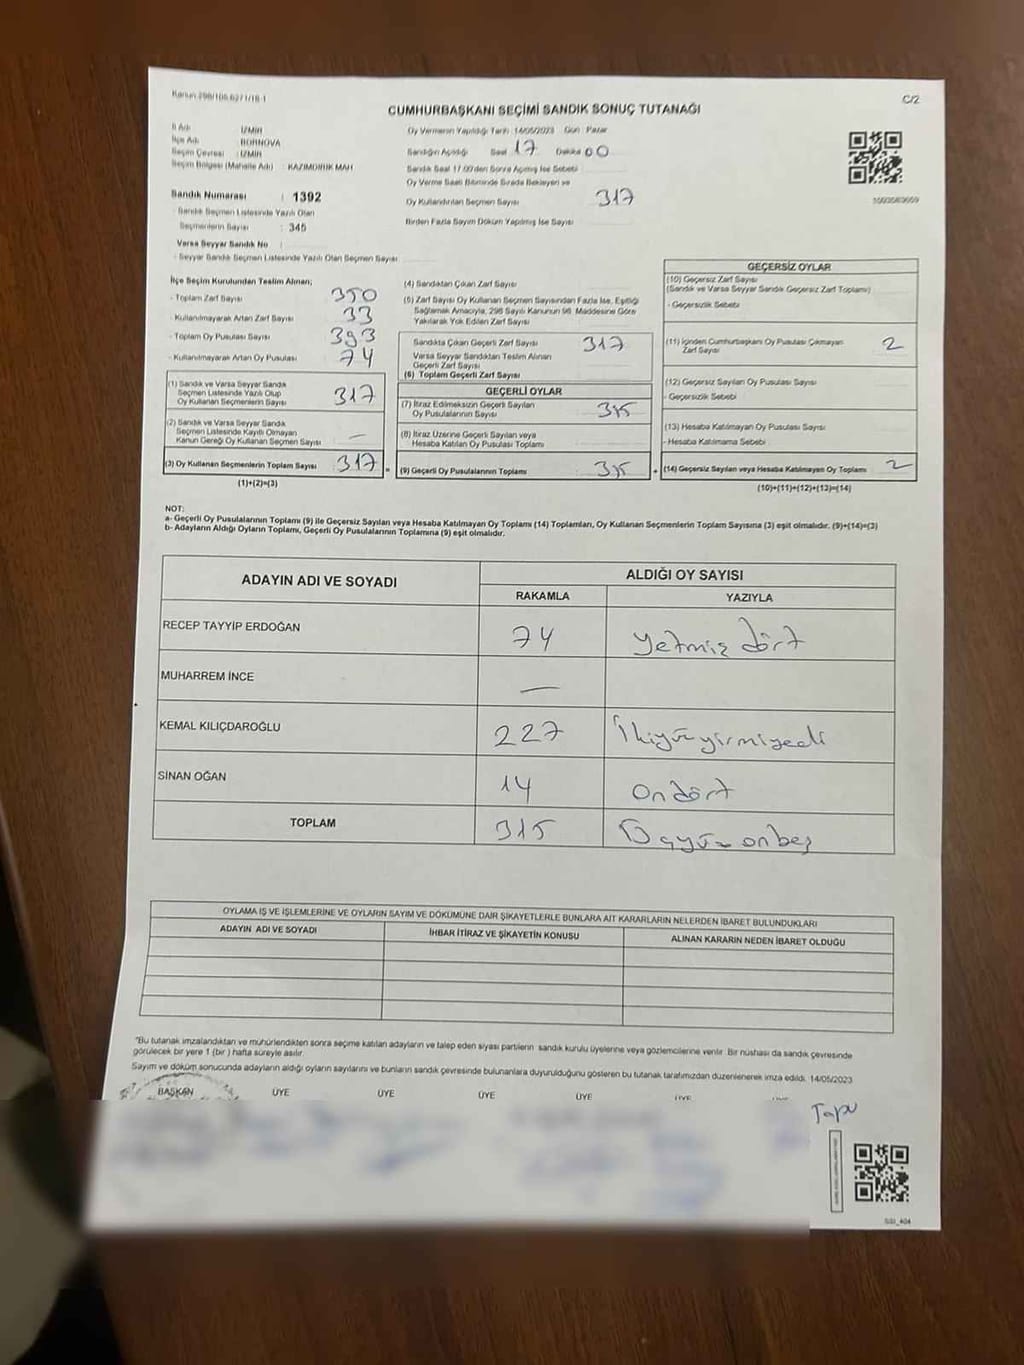 Kanun 298/105-6271/18-1
C/2
CUMHURBAŞKANI SEÇİMİ SANDIK SONUÇ TUTANAĞI
İl Adı : İZMİR
İlçe Adı : BORNOVA
Seçim Çevresi : İZMİR
Seçim Bölgesi (Mahalle Adı) : KAZIMDİRİK MAH
Sandık Numarası : 1392
- Sandık Seçmen Listesinde Yazılı Olan
Seçmenlerin Sayısı : 345
Varsa Seyyar Sandık No :
- Seyyar Sandık Seçmen Listesinde Yazılı Olan Seçmen Sayısı :
Oy Vermenin Yapıldığı Tarih : 14/05/2023 Gün : Pazar
Sandığın Açıldığı Saat 17 Dakika 00
Sandık Saat 17.00'den Sonra Açılmış İse Sebebi
Oy Verme Saati Bitiminde Sırada Bekleyen ve
Oy Kullandırılan Seçmen Sayısı 317
Birden Fazla Sayım Döküm Yapılmış İse Sayısı
İlçe Seçim Kurulundan Teslim Alınan;
- Toplam Zarf Sayısı 350
- Kullanılmayarak Artan Zarf Sayısı 33
- Toplam Oy Pusulası Sayısı 393
- Kullanılmayarak Artan Oy Pusulası 74
(1) Sandık ve Varsa Seyyar Sandık
Seçmen Listesinde Yazılı Olup
Oy Kullanan Seçmenlerin Sayısı 317
(2) Sandık ve Varsa Seyyar Sandık
Seçmen Listesinde Kayıtlı Olmayan
Kanun Gereği Oy Kullanan Seçmen Sayısı —
(3) Oy Kullanan Seçmenlerin Toplam Sayısı 317 =
(1)+(2)=(3)
(4) Sandıktan Çıkan Zarf Sayısı
(5) Zarf Sayısı Oy Kullanan Seçmen Sayısından Fazla İse, Eşitliği
Sağlamak Amacıyla, 298 Sayılı Kanunun 98. Maddesine Göre
Yakılarak Yok Edilen Zarf Sayısı
Sandıkta Çıkan Geçerli Zarf Sayısı 317
Varsa Seyyar Sandıktan Teslim Alınan
Geçerli Zarf Sayısı
(6) Toplam Geçerli Zarf Sayısı
GEÇERLİ OYLAR
(7) İtiraz Edilmeksizin Geçerli Sayılan
Oy Pusulalarının Sayısı 315
(8) İtiraz Üzerine Geçerli Sayılan veya
Hesaba Katılan Oy Pusulası Toplamı
(9) Geçerli Oy Pusulalarının Toplamı 315 +
GEÇERSİZ OYLAR
(10) Geçersiz Zarf Sayısı
(Sandık ve Varsa Seyyar Sandık Geçersiz Zarf Toplamı)
- Geçersizlik Sebebi
(11) İçinden Cumhurbaşkanı Oy Pusulası Çıkmayan
Zarf Sayısı 2
(12) Geçersiz Sayılan Oy Pusulası Sayısı
- Geçersizlik Sebebi
(13) Hesaba Katılmayan Oy Pusulası Sayısı
- Hesaba Katılmama Sebebi
(14) Geçersiz Sayılan veya Hesaba Katılmayan Oy Toplamı 2
(10)+(11)+(12)+(13)=(14)
NOT:
a- Geçerli Oy Pusulalarının Toplamı (9) ile Geçersiz Sayılan veya Hesaba Katılmayan Oy Toplamı (14) Toplamları, Oy Kullanan Seçmenlerin Toplam Sayısına (3) eşit olmalıdır. (9)+(14)=(3)
b- Adayların Aldığı Oyların Toplamı, Geçerli Oy Pusulalarının Toplamına (9) eşit olmalıdır.
ADAYIN ADI VE SOYADI
ALDIĞI OY SAYISI
RAKAMLA YAZIYLA
RECEP TAYYİP ERDOĞAN 74 yetmiş dört
MUHARREM İNCE —
KEMAL KILIÇDAROĞLU 227 İkiyüzyirmiyedi
SİNAN OĞAN 14 ondört
TOPLAM 315 Üçyüz onbeş
OYLAMA İŞ VE İŞLEMLERİNE VE OYLARIN SAYIM VE DÖKÜMÜNE DAİR ŞİKAYETLERLE BUNLARA AİT KARARLARIN NELERDEN İBARET BULUNDUKLARI
ADAYIN ADI VE SOYADI İHBAR İTİRAZ VE ŞİKAYETİN KONUSU ALINAN KARARIN NEDEN İBARET OLDUĞU
"Bu tutanak imzalandıktan ve mühürlendikten sonra seçime katılan adayların ve talep eden siyasi partilerin sandık kurulu üyelerine veya gözlemcilerine verilir. Bir nüshası da sandık çevresinde
görülecek bir yere 1 (bir) hafta süreyle asılır.
Sayım ve döküm sonucunda adayların aldığı oyların sayılarını ve bunların sandık çevresinde bulunanlara duyurulduğunu gösteren bu tutanak tarafımızdan düzenlenerek imza edildi. 14/05/2023
BAŞKAN ÜYE ÜYE ÜYE ÜYE ÜYE ÜYE